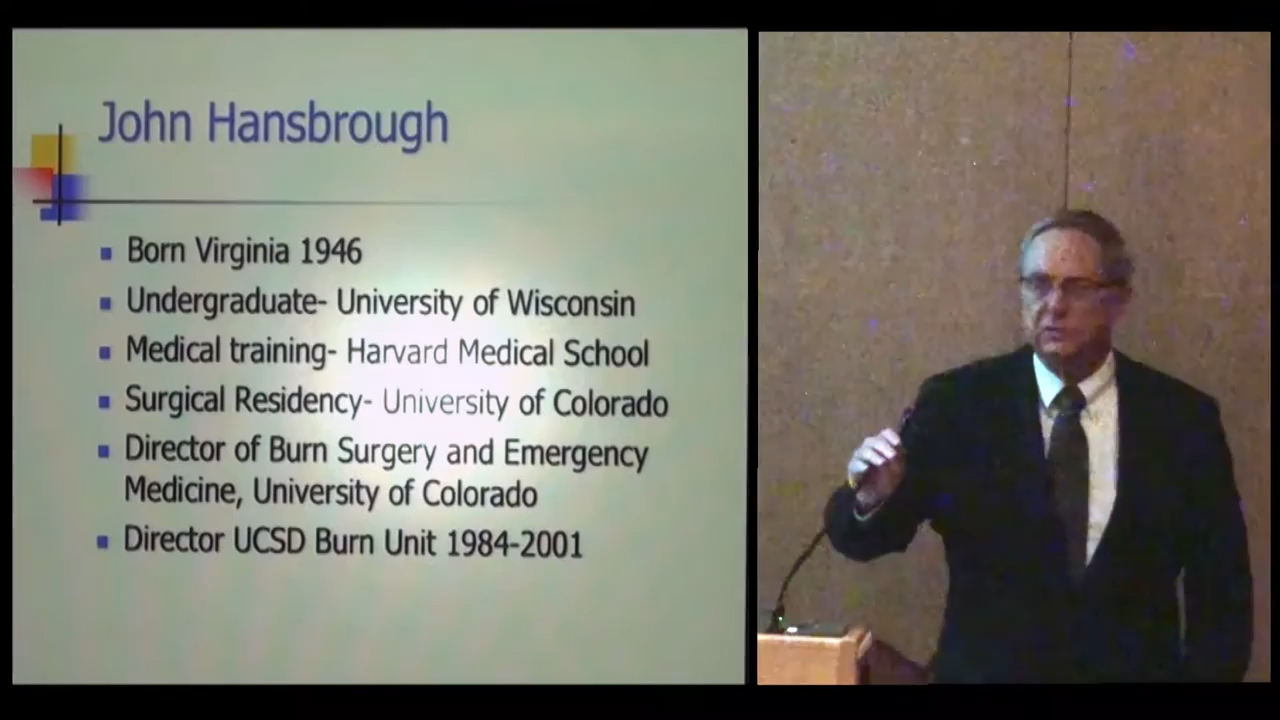 John Hansbrough
Born Virginia 1946
Undergraduate- University of Wisconsin
Medical training- Harvard Medical School
Surgical Residency- University of Colorado
Director of Burn Surgery and Emergency
Medicine, University of Colorado
Director UCSD Burn Unit 1984-2001